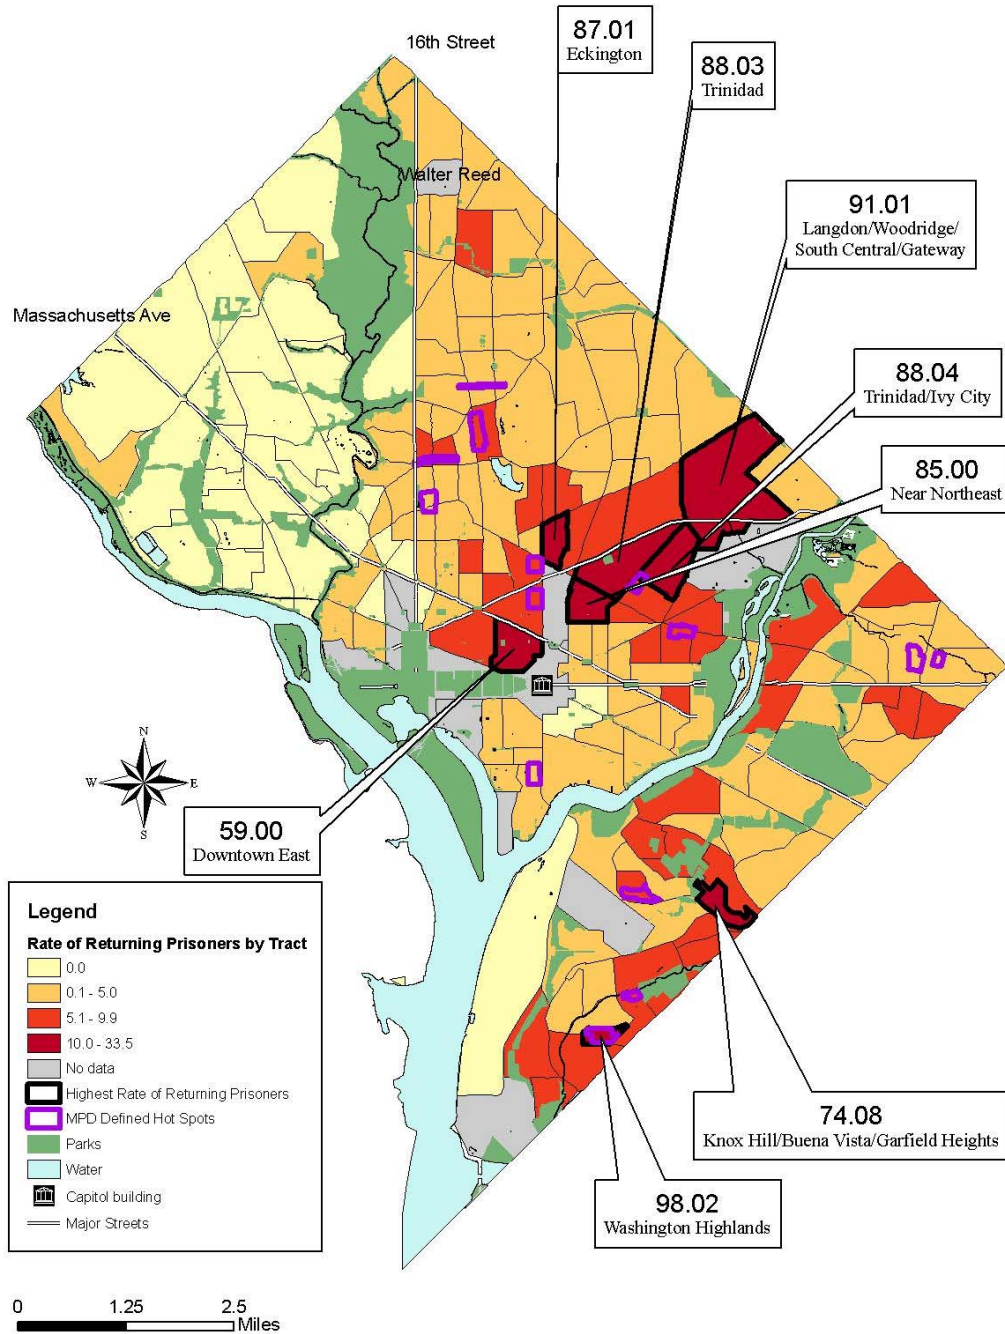 87.01
Eckington
16th Street
88.03
Trinidad
Walter Reed
91.01
Langdon/Woodridge/
South Central/Gateway
Massachusetts Ave
88.04
Trinidad/Ivy City
85.00
Near Northeast
N
W
E
S
59.00
Downtown East
Legend
Rate of Returning Prisoners by Tract
0.0
0.1 - 5.0
5.1 - 9.9
10.0 - 33.5
No data
Highest Rate of Returning Prisoners
MPD Defined Hot Spots
Parks
Water
Capitol building
Major Streets
74.08
Knox Hill/Buena Vista/Garfield Heights
98.02
Washington Highlands
0 1.25 2.5
Miles